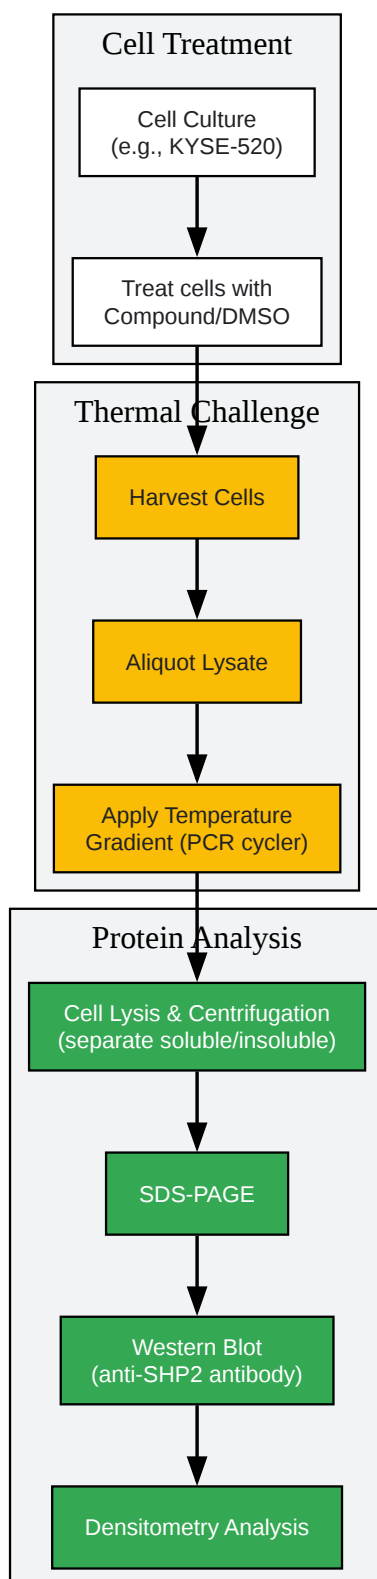 Cell Treatment
Cell Culture
(e.g., KYSE-520)
Treat cells with
Compound/DMSO
Thermal Challenge
Harvest Cells
Aliquot Lysate
Apply Temperature
Gradient (PCR cycler)
Protein Analysis
Cell Lysis & Centrifugation
(separate soluble/insoluble)
SDS-PAGE
Western Blot
(anti-SHP2 antibody)
Densitometry Analysis